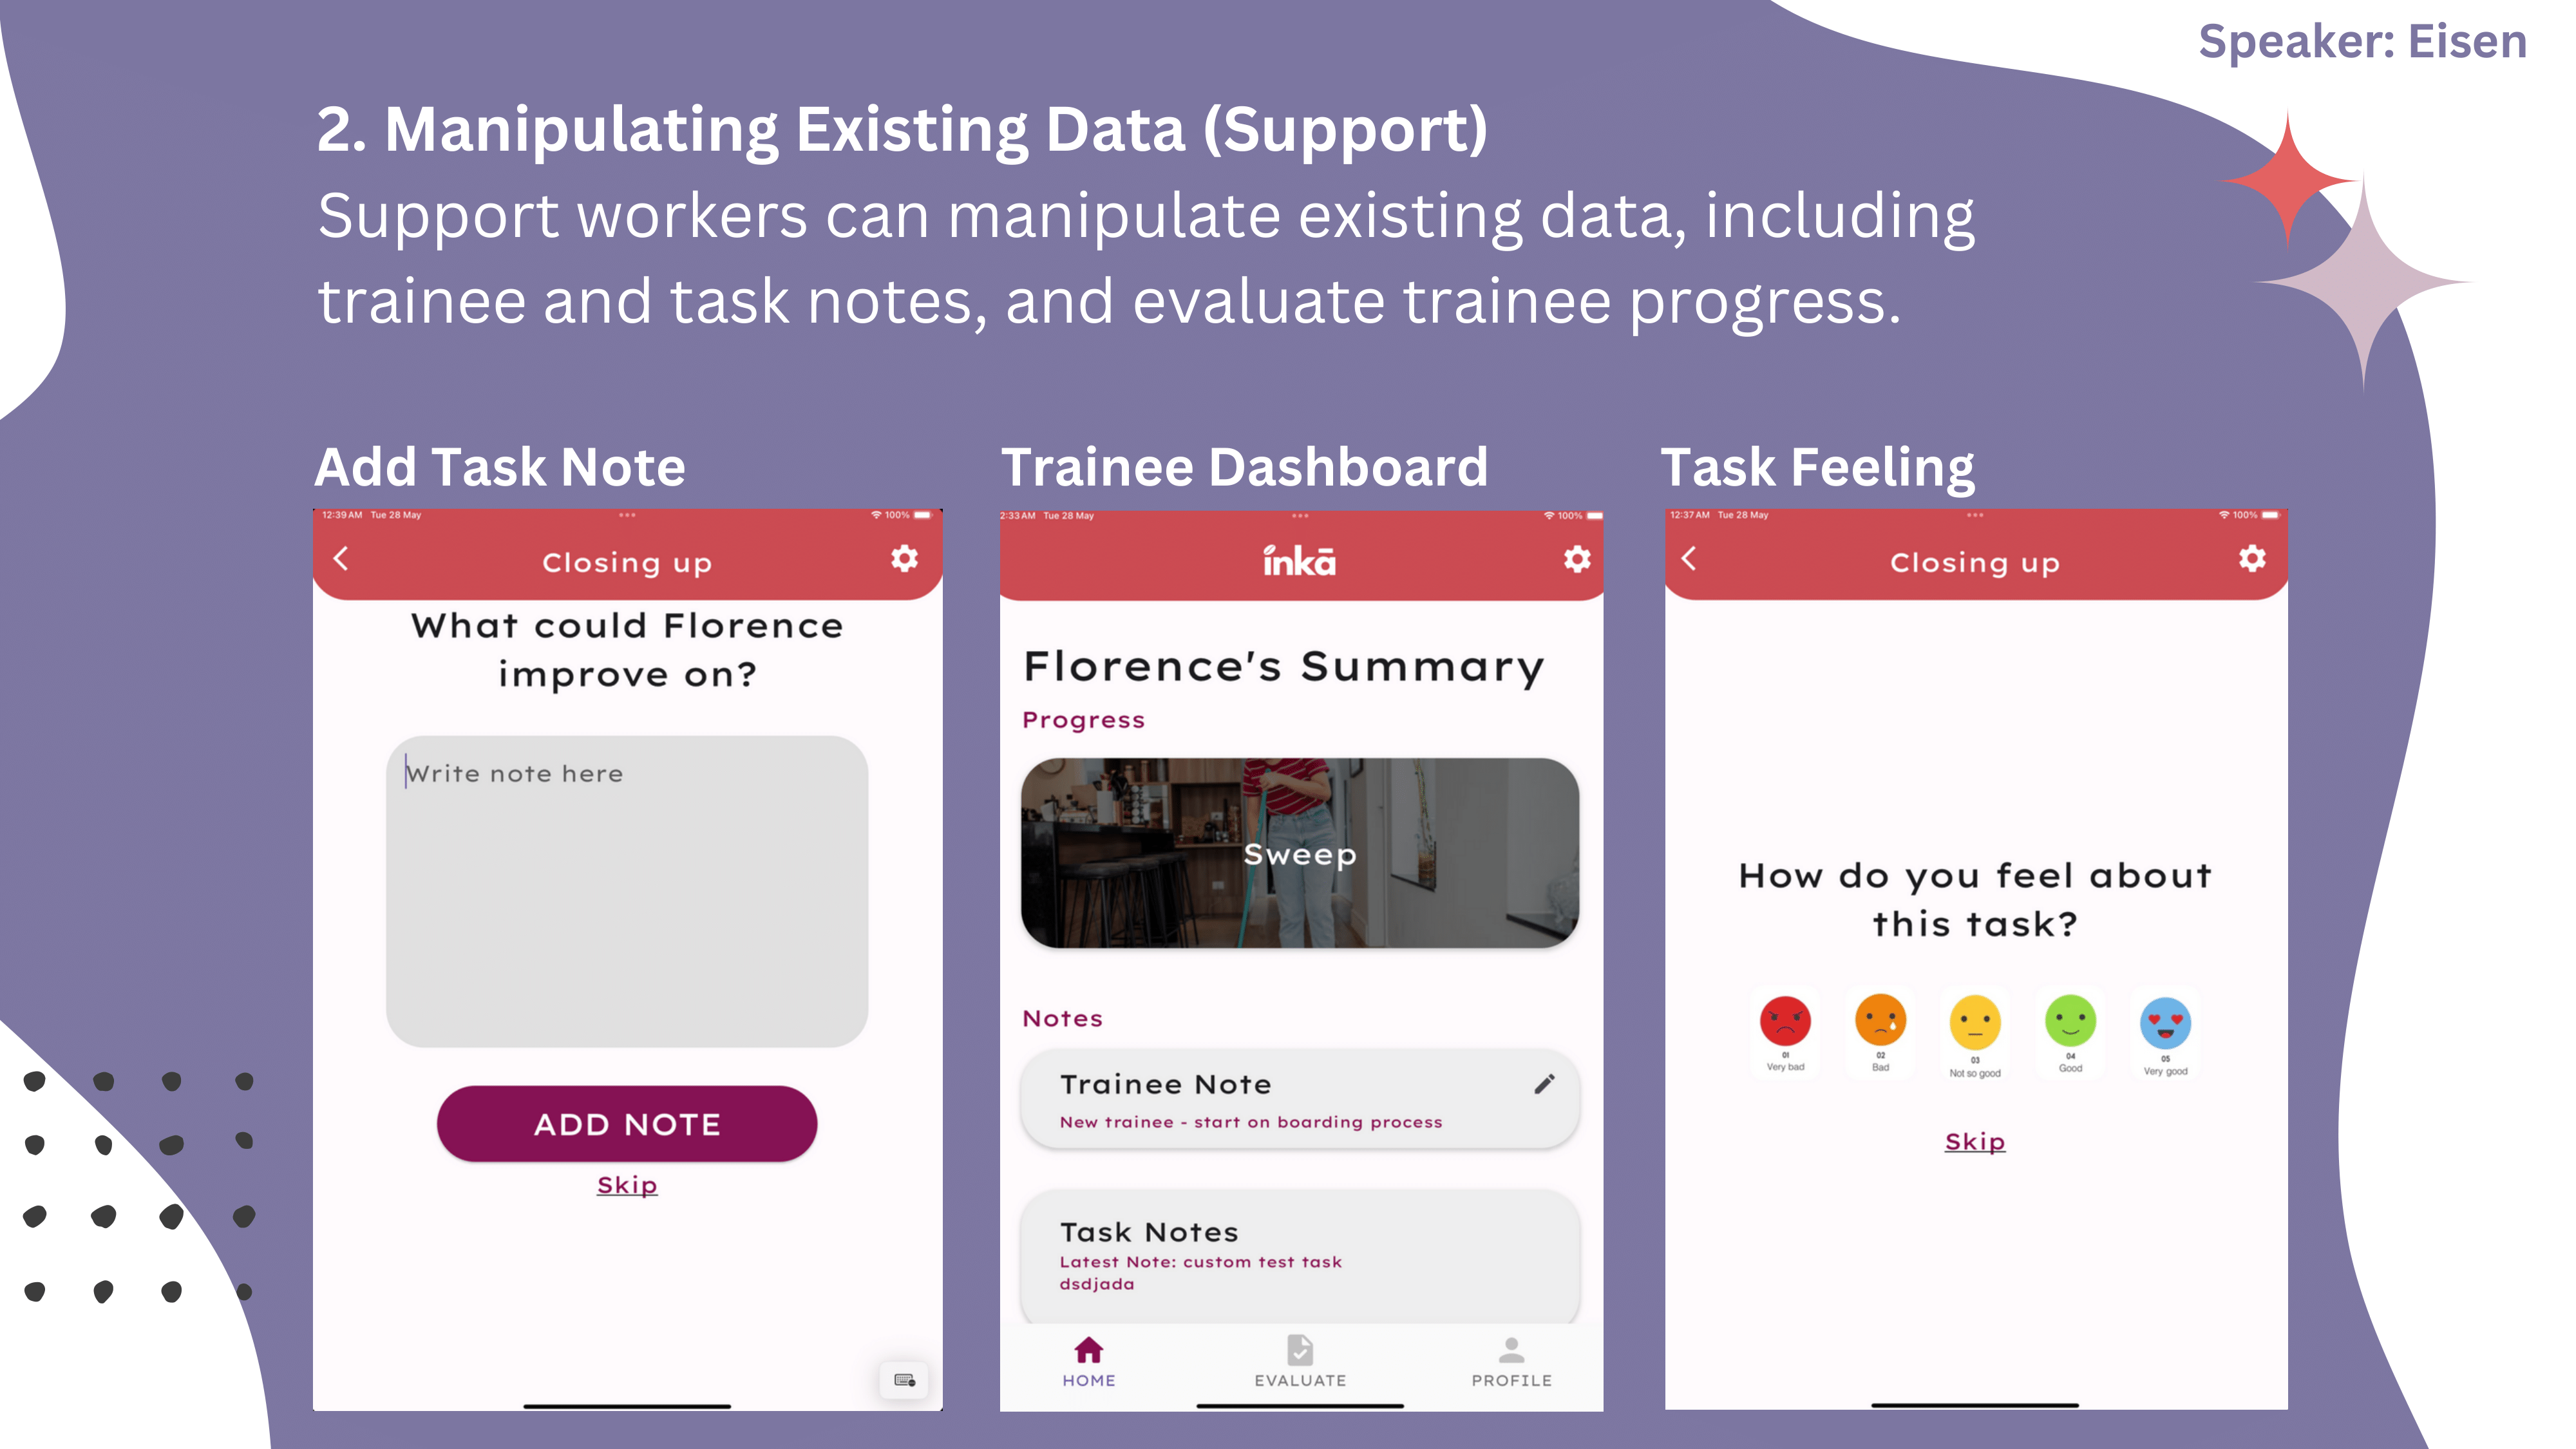 Speaker: Eisen
2. Manipulating Existing Data (Support)
Support workers can manipulate existing data, including
trainee and task notes, and evaluate trainee progress.
Add Task Note
12:39 AM Tue 28 May
100%
Closing up
What could Florence
improve on?
Write note here
ADD NOTE
Skip
Trainee Dashboard
2:33 AM Tue 28 May
100%
inkā
Florence's Summary
Progress
Sweep
Notes
Trainee Note
New trainee - start on boarding process
Task Notes
Latest Note: custom test task
dsdjada
HOME EVALUATE PROFILE
Task Feeling
12:37 AM Tue 28 May
100%
Closing up
How do you feel about
this task?
01 02 03 04 05
Very bad Bad Not so good Good Very good
Skip